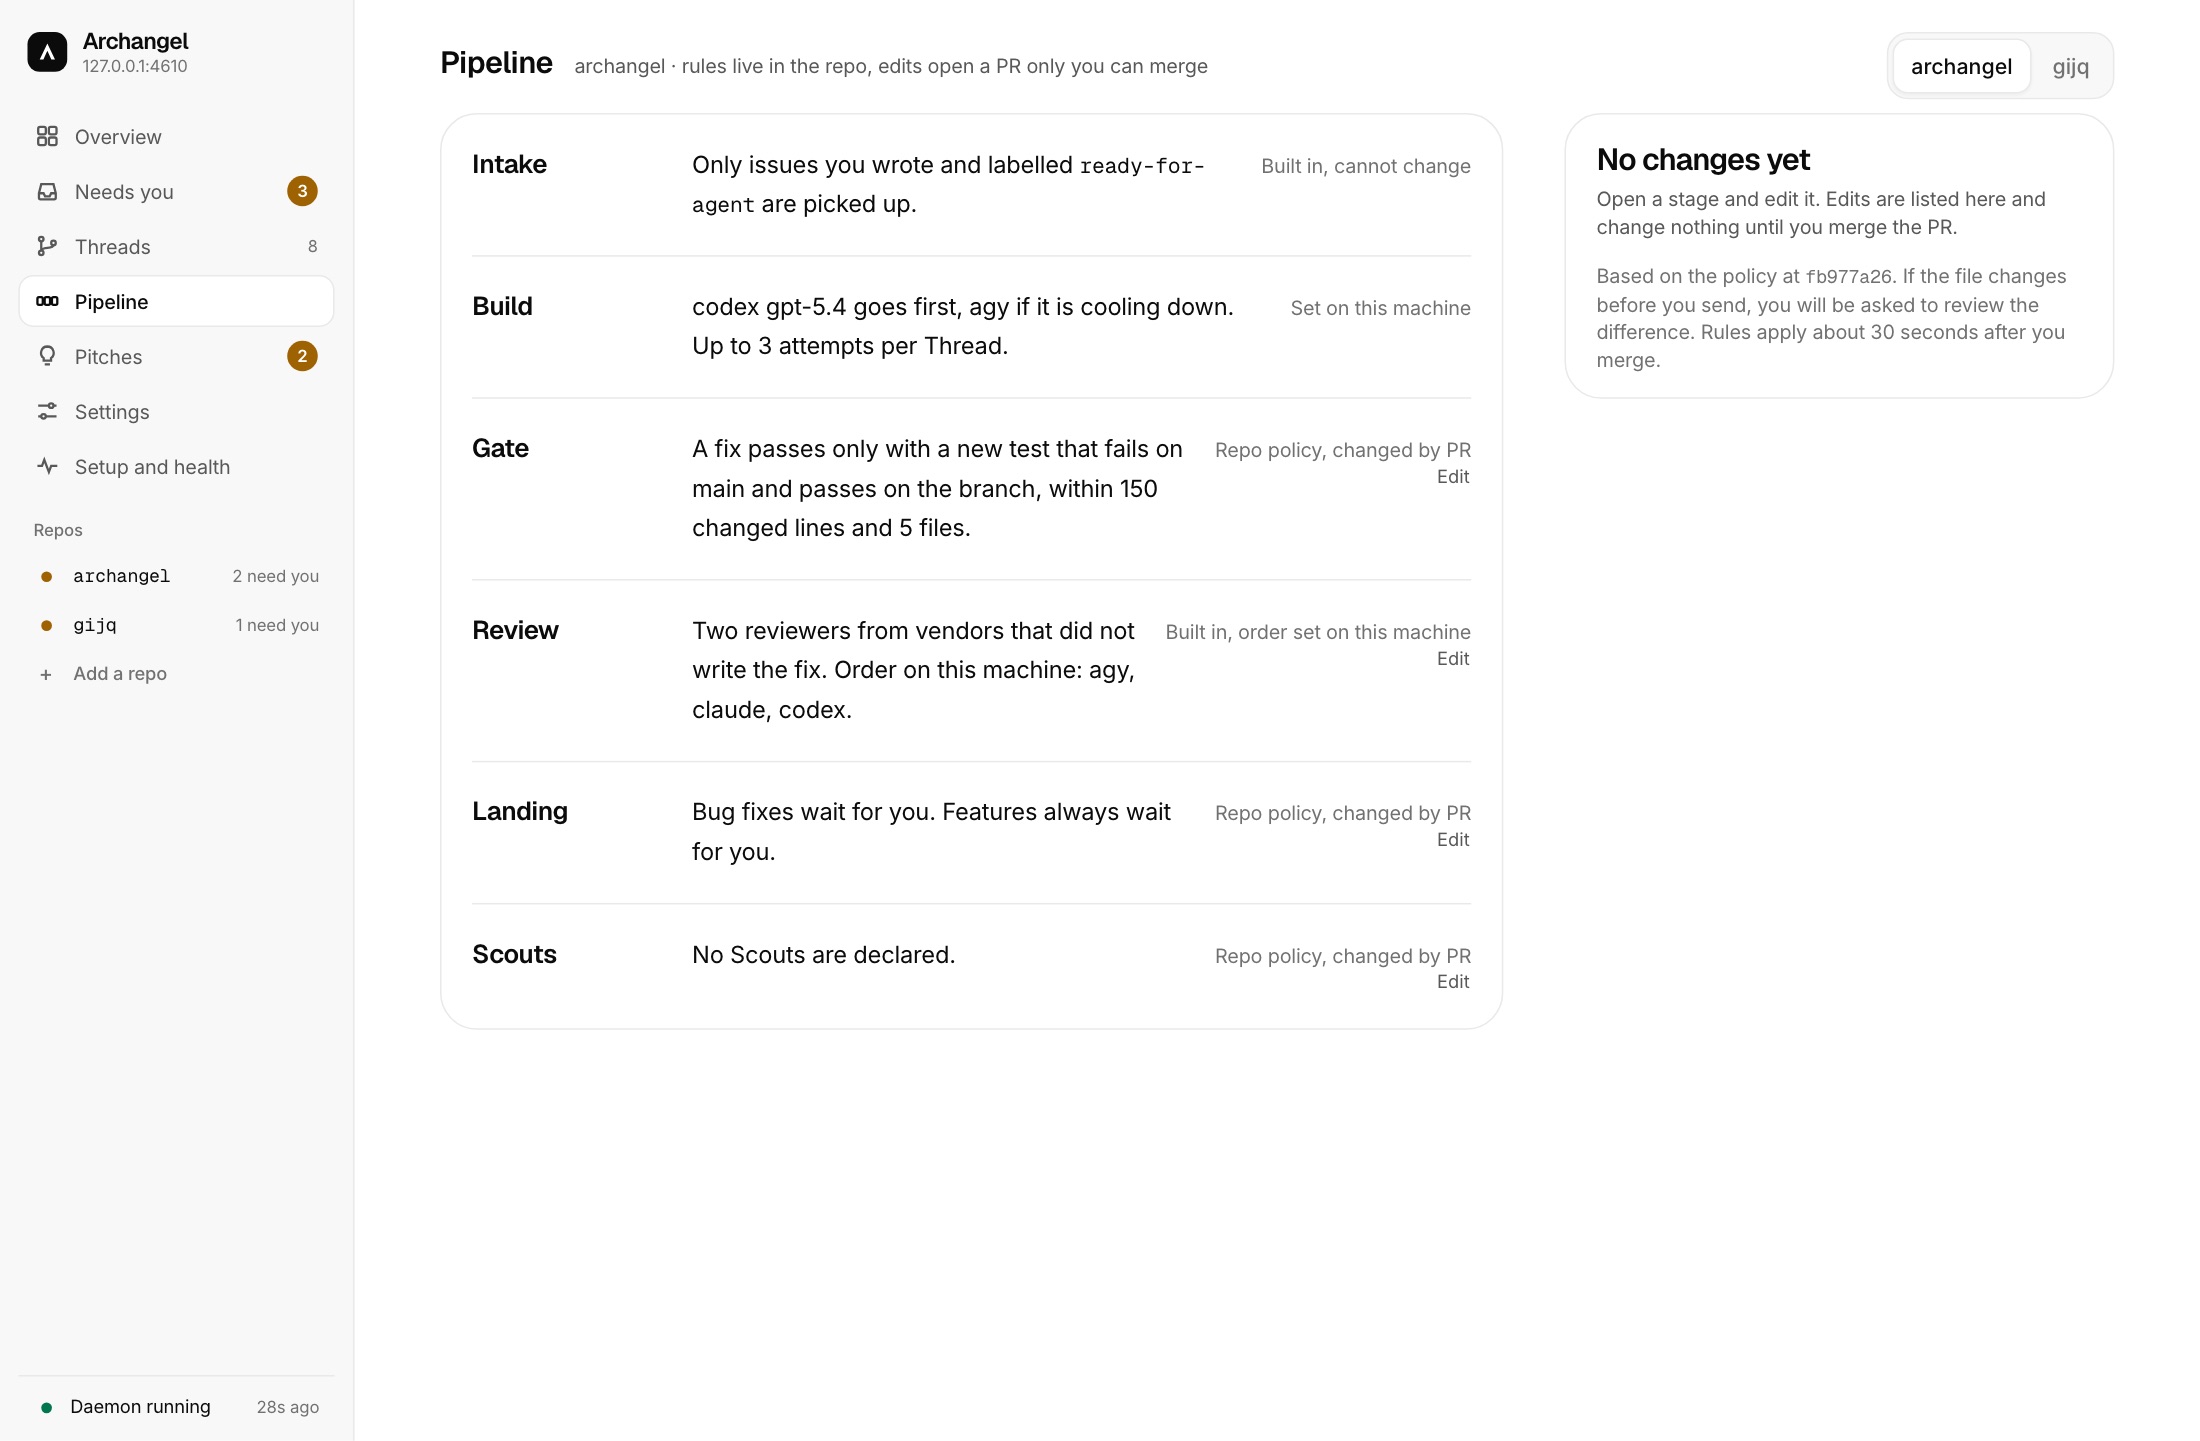 Archangel
127.0.0.1:4610
Overview
Needs you 3
Threads 8
Pipeline
Pitches 2
Settings
Setup and health
Repos
archangel 2 need you
gijq 1 need you
+ Add a repo
Daemon running 28s ago
Pipeline archangel · rules live in the repo, edits open a PR only you can merge
archangel gijq
Intake
Only issues you wrote and labelled ready-for-
agent are picked up.
Built in, cannot change
Build
codex gpt-5.4 goes first, agy if it is cooling down.
Up to 3 attempts per Thread.
Set on this machine
Gate
A fix passes only with a new test that fails on
main and passes on the branch, within 150
changed lines and 5 files.
Repo policy, changed by PR
Edit
Review
Two reviewers from vendors that did not
write the fix. Order on this machine: agy,
claude, codex.
Built in, order set on this machine
Edit
Landing
Bug fixes wait for you. Features always wait
for you.
Repo policy, changed by PR
Edit
Scouts
No Scouts are declared.
Repo policy, changed by PR
Edit
No changes yet
Open a stage and edit it. Edits are listed here and
change nothing until you merge the PR.
Based on the policy at fb977a26. If the file changes
before you send, you will be asked to review the
difference. Rules apply about 30 seconds after you
merge.